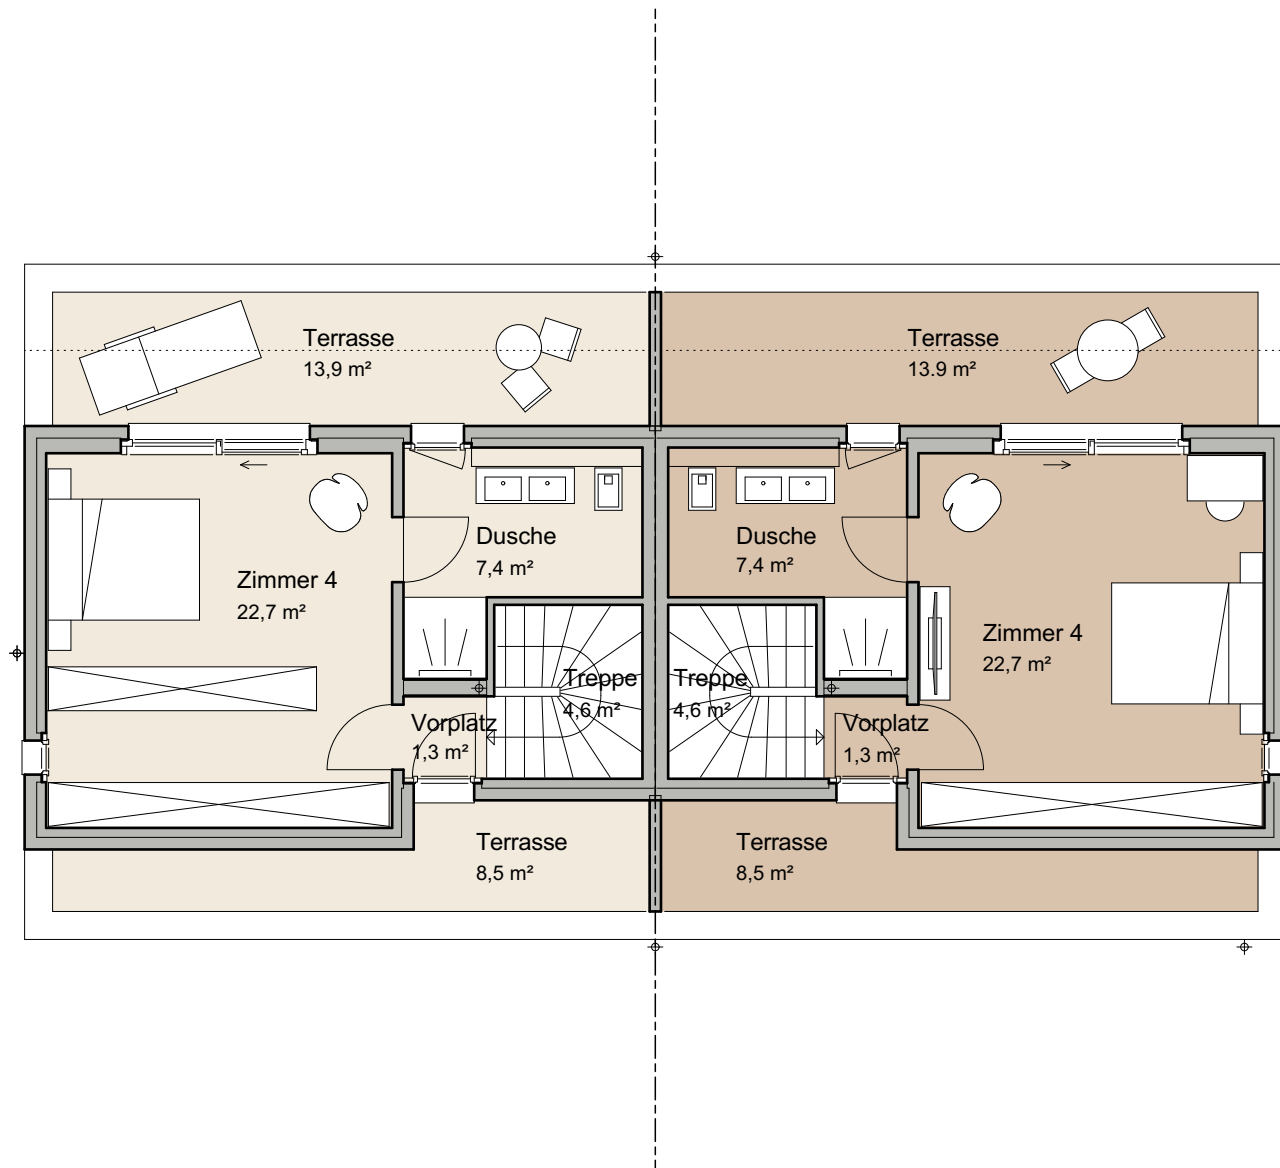 Terrasse
13,9 m²
Terrasse
13.9 m²
Dusche
7,4 m²
Dusche
7,4 m²
Zimmer 4
22,7 m²
Zimmer 4
22,7 m²
Treppe
4,6 m²
Treppe
4,6 m²
Vorplatz
1,3 m²
Vorplatz
1,3 m²
Terrasse
8,5 m²
Terrasse
8,5 m²